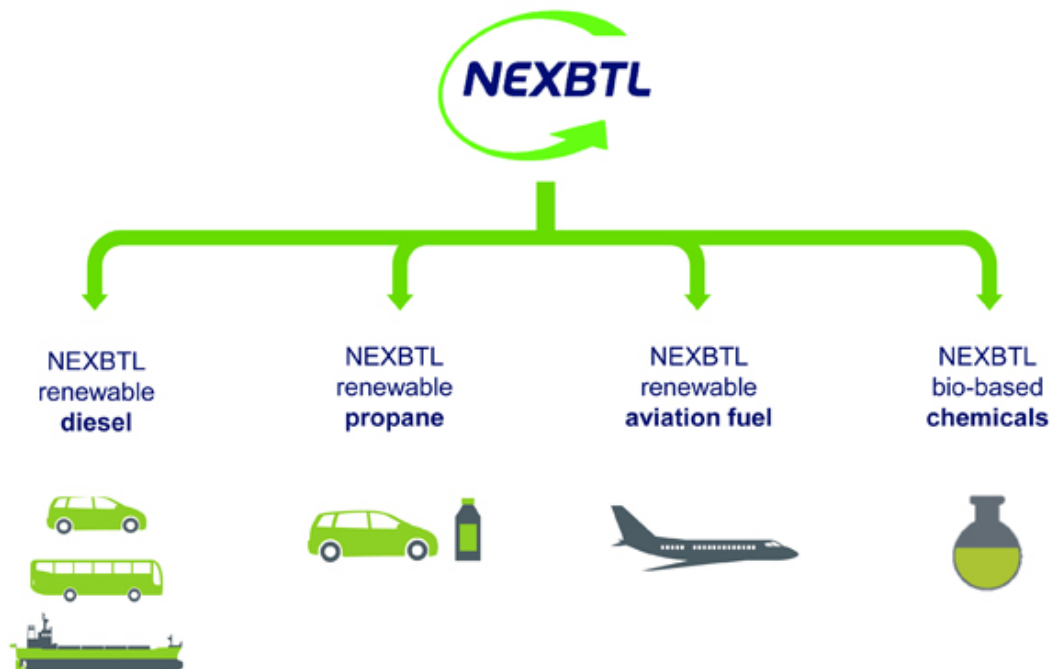 NEXBTL
NEXBTL
renewable
diesel
NEXBTL
renewable
propane
NEXBTL
renewable
aviation fuel
NEXBTL
bio-based
chemicals